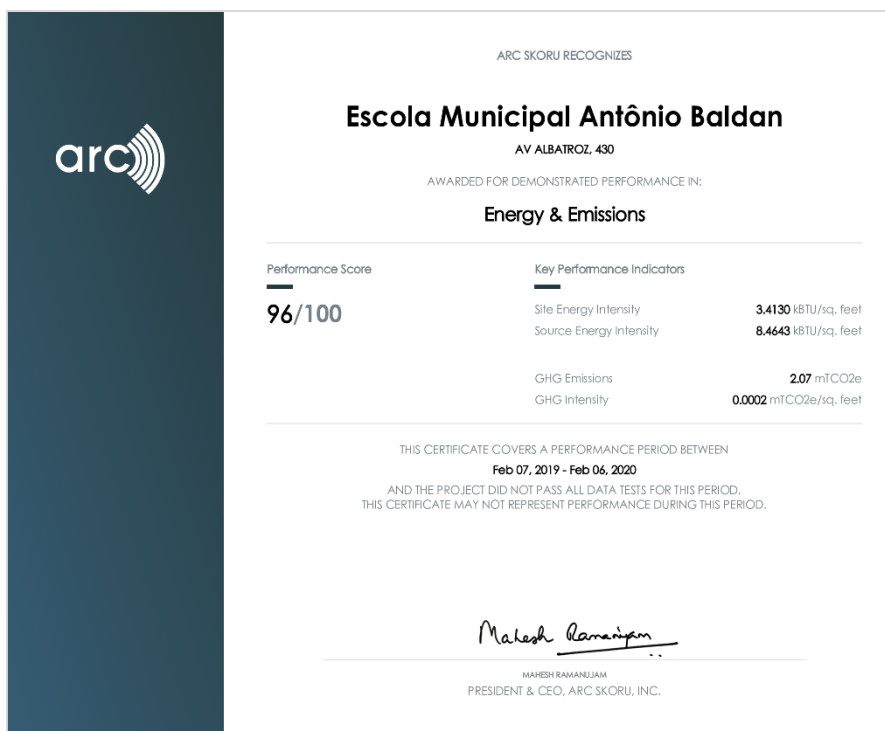 arc
ARC SKORU RECOGNIZES
Escola Municipal Antônio Baldan
AV ALBATROZ, 430
AWARDED FOR DEMONSTRATED PERFORMANCE IN:
Energy & Emissions
Performance Score
96/100
Key Performance Indicators
Site Energy Intensity 3.4130 kBTU/sq. feet
Source Energy Intensity 8.4643 kBTU/sq. feet
GHG Emissions 2.07 mTCO2e
GHG Intensity 0.0002 mTCO2e/sq. feet
THIS CERTIFICATE COVERS A PERFORMANCE PERIOD BETWEEN
Feb 07, 2019 - Feb 06, 2020
AND THE PROJECT DID NOT PASS ALL DATA TESTS FOR THIS PERIOD.
THIS CERTIFICATE MAY NOT REPRESENT PERFORMANCE DURING THIS PERIOD.
Mahesh Ramanujam
MAHESH RAMANUJAM
PRESIDENT & CEO, ARC SKORU, INC.